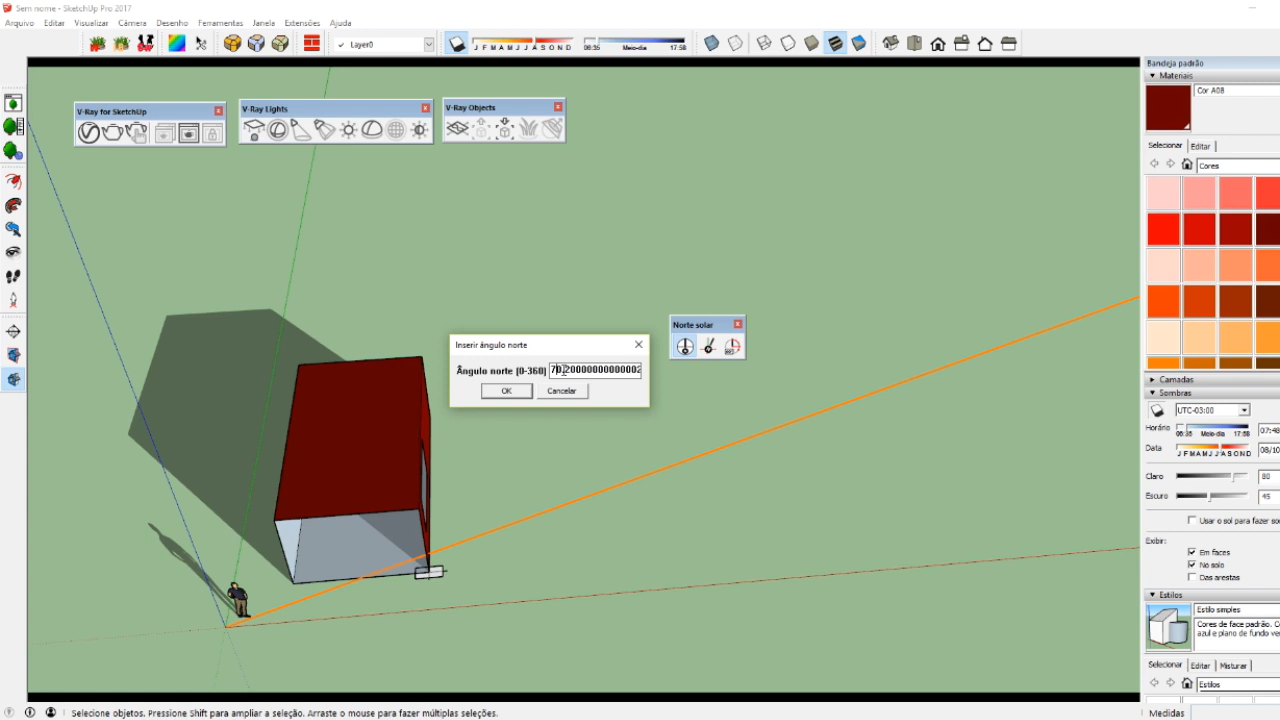 Sem nome - SketchUp Pro 2017
Arquivo Editar Visualizar Câmera Desenho Ferramentas Janela Extensões Ajuda
Layer0
J F M A M J J A S O N D
06:35 Meio-dia 17:58
Bandeja padrão
Materiais
Cor A08
Selecionar Editar
Cores
V-Ray for SketchUp
V-Ray Lights
V-Ray Objects
Norte solar
Inserir ângulo norte
Ângulo norte (0-360)
OK Cancelar
Camadas
Sombras
UTC-03:00
Horário 06:35 Meio-dia 17:58 07:48
Data J F M A M J J A S O N D 08/10
Claro 80
Escuro 45
Usar o sol para fazer so
Exibir:
Em faces
No solo
Das arestas
Estilos
Estilo simples
Cores de face padrão. C
azul e plano de fundo ve
Selecionar Editar Misturar
Estilos
Selecione objetos. Pressione Shift para ampliar a seleção. Arraste o mouse para fazer múltiplas seleções.
Medidas